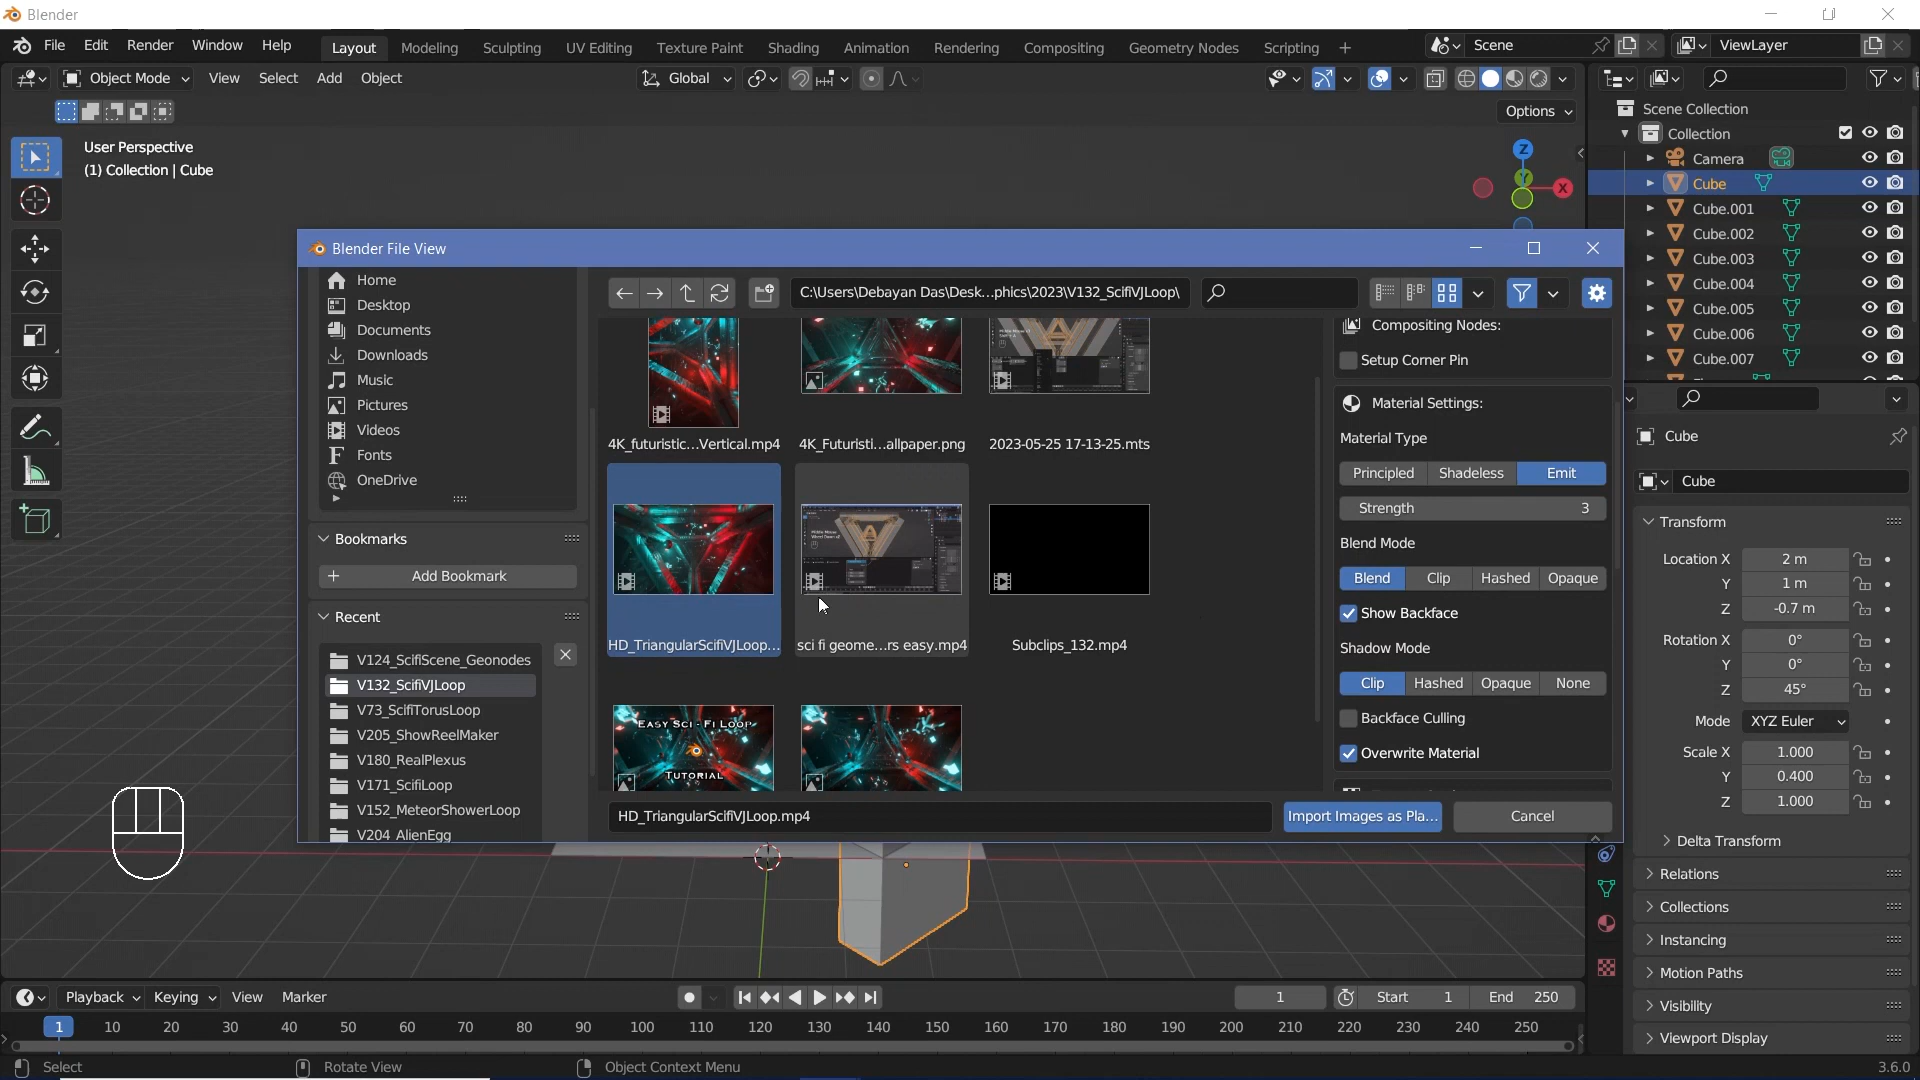 Blender
File Edit Render Window Help
Layout Modeling Sculpting UV Editing Texture Paint Shading Animation Rendering Compositing Geometry Nodes Scripting +
Scene
ViewLayer
Object Mode View Select Add Object
Global
Options
User Perspective
(1) Collection | Cube
Z
Y
X
Scene Collection
Collection
Camera
Cube
Cube.001
Cube.002
Cube.003
Cube.004
Cube.005
Cube.006
Cube.007
Blender File View
Home
Desktop
Documents
Downloads
Music
Pictures
Videos
Fonts
OneDrive
Bookmarks
+ Add Bookmark
Recent
V124_ScifiScene_Geonodes
V132_ScifiVJLoop
V73_ScifiTorusLoop
V205_ShowReelMaker
V180_RealPlexus
V171_ScifiLoop
V152_MeteorShowerLoop
V204_AlienEgg
C:\Users\Debayan Das\Desk...phics\2023\V132_ScifiVJLoop\
4K_futuristic...Vertical.mp4
4K_Futuristi...allpaper.png
2023-05-25 17-13-25.mts
HD_TriangularScifiVJLoop...
sci fi geome...rs easy.mp4
Subclips_132.mp4
EASY SCI - FI LOOP
TUTORIAL
Compositing Nodes:
Setup Corner Pin
Material Settings:
Material Type
Principled Shadeless Emit
Strength 3
Blend Mode
Blend Clip Hashed Opaque
Show Backface
Shadow Mode
Clip Hashed Opaque None
Backface Culling
Overwrite Material
HD_TriangularScifiVJLoop.mp4
Import Images as Pla...
Cancel
Cube
Cube
Transform
Location X 2 m
Y 1 m
Z -0.7 m
Rotation X 0°
Y 0°
Z 45°
Mode XYZ Euler
Scale X 1.000
Y 0.400
Z 1.000
Delta Transform
Relations
Collections
Instancing
Motion Paths
Visibility
Viewport Display
Playback Keying View Marker
1
Start 1
End 250
1 10 20 30 40 50 60 70 80 90 100 110 120 130 140 150 160 170 180 190 200 210 220 230 240 250
Select
Rotate View
Object Context Menu
3.6.0